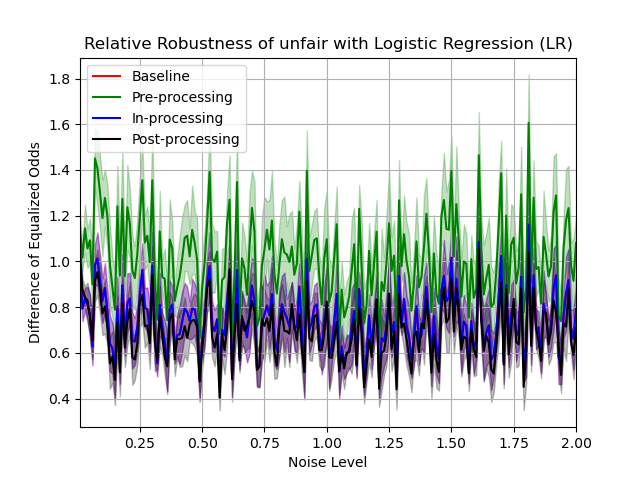 Relative Robustness of unfair with Logistic Regression (LR)
Baseline
Pre-processing
In-processing
Post-processing
Difference of Equalized Odds
1.8
1.6
1.4
1.2
1.0
0.8
0.6
0.4
0.25 0.50 0.75 1.00 1.25 1.50 1.75 2.00
Noise Level